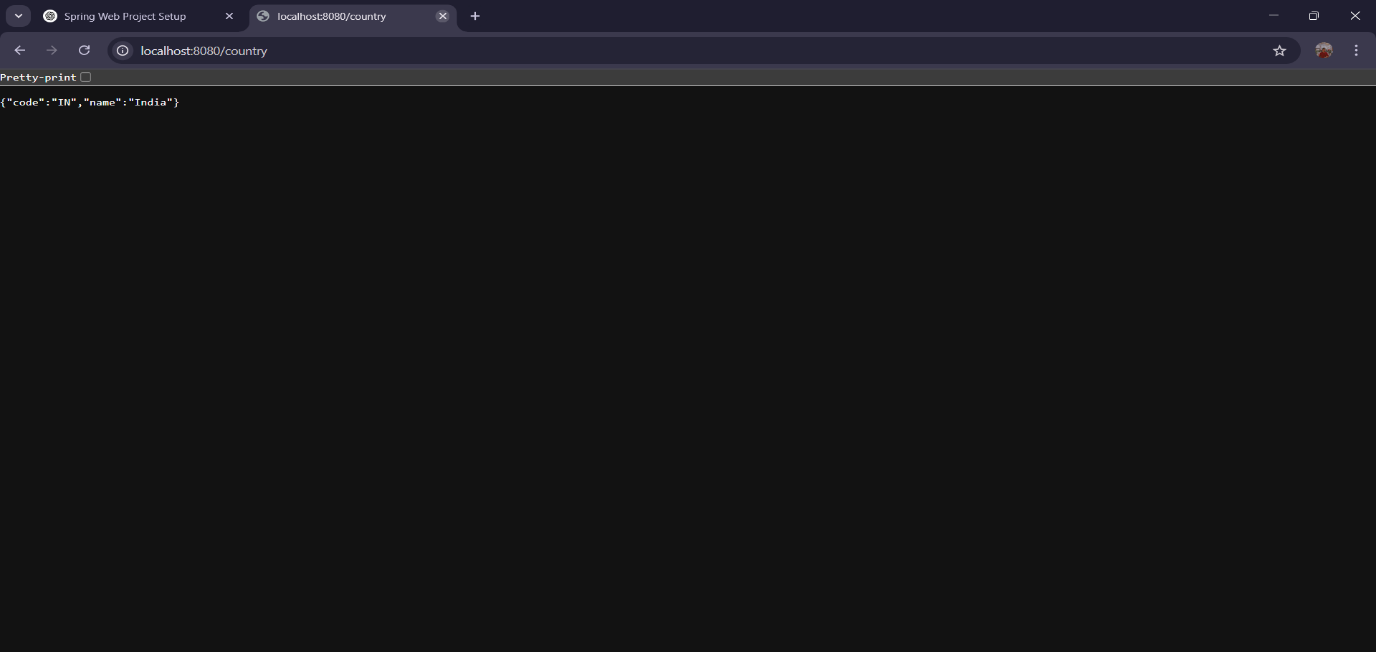 Spring Web Project Setup
localhost:8080/country
localhost:8080/country
Pretty-print
{"code":"IN","name":"India"}